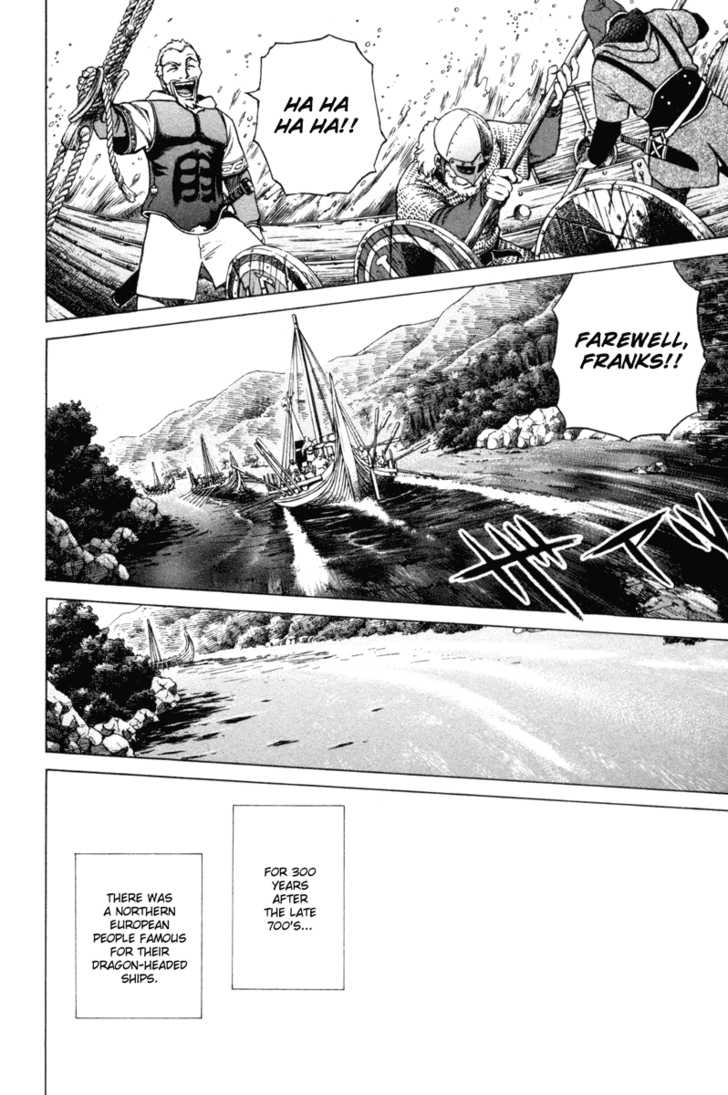 HA HA
HA HA!!
FAREWELL,
FRANKS!!
FOR 300
YEARS
AFTER
THE LATE
700'S...
THERE WAS
A NORTHERN
EUROPEAN
PEOPLE FAMOUS
FOR THEIR
DRAGON-HEADED
SHIPS.